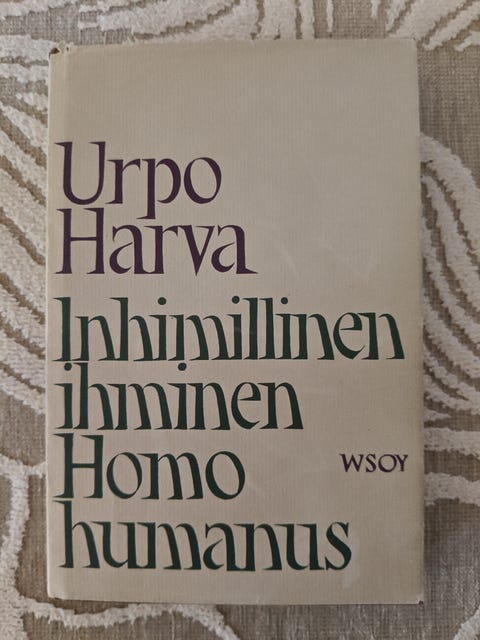 Urpo
Harva
Inhimillinen
ihminen
Homo
WSOY
humanus